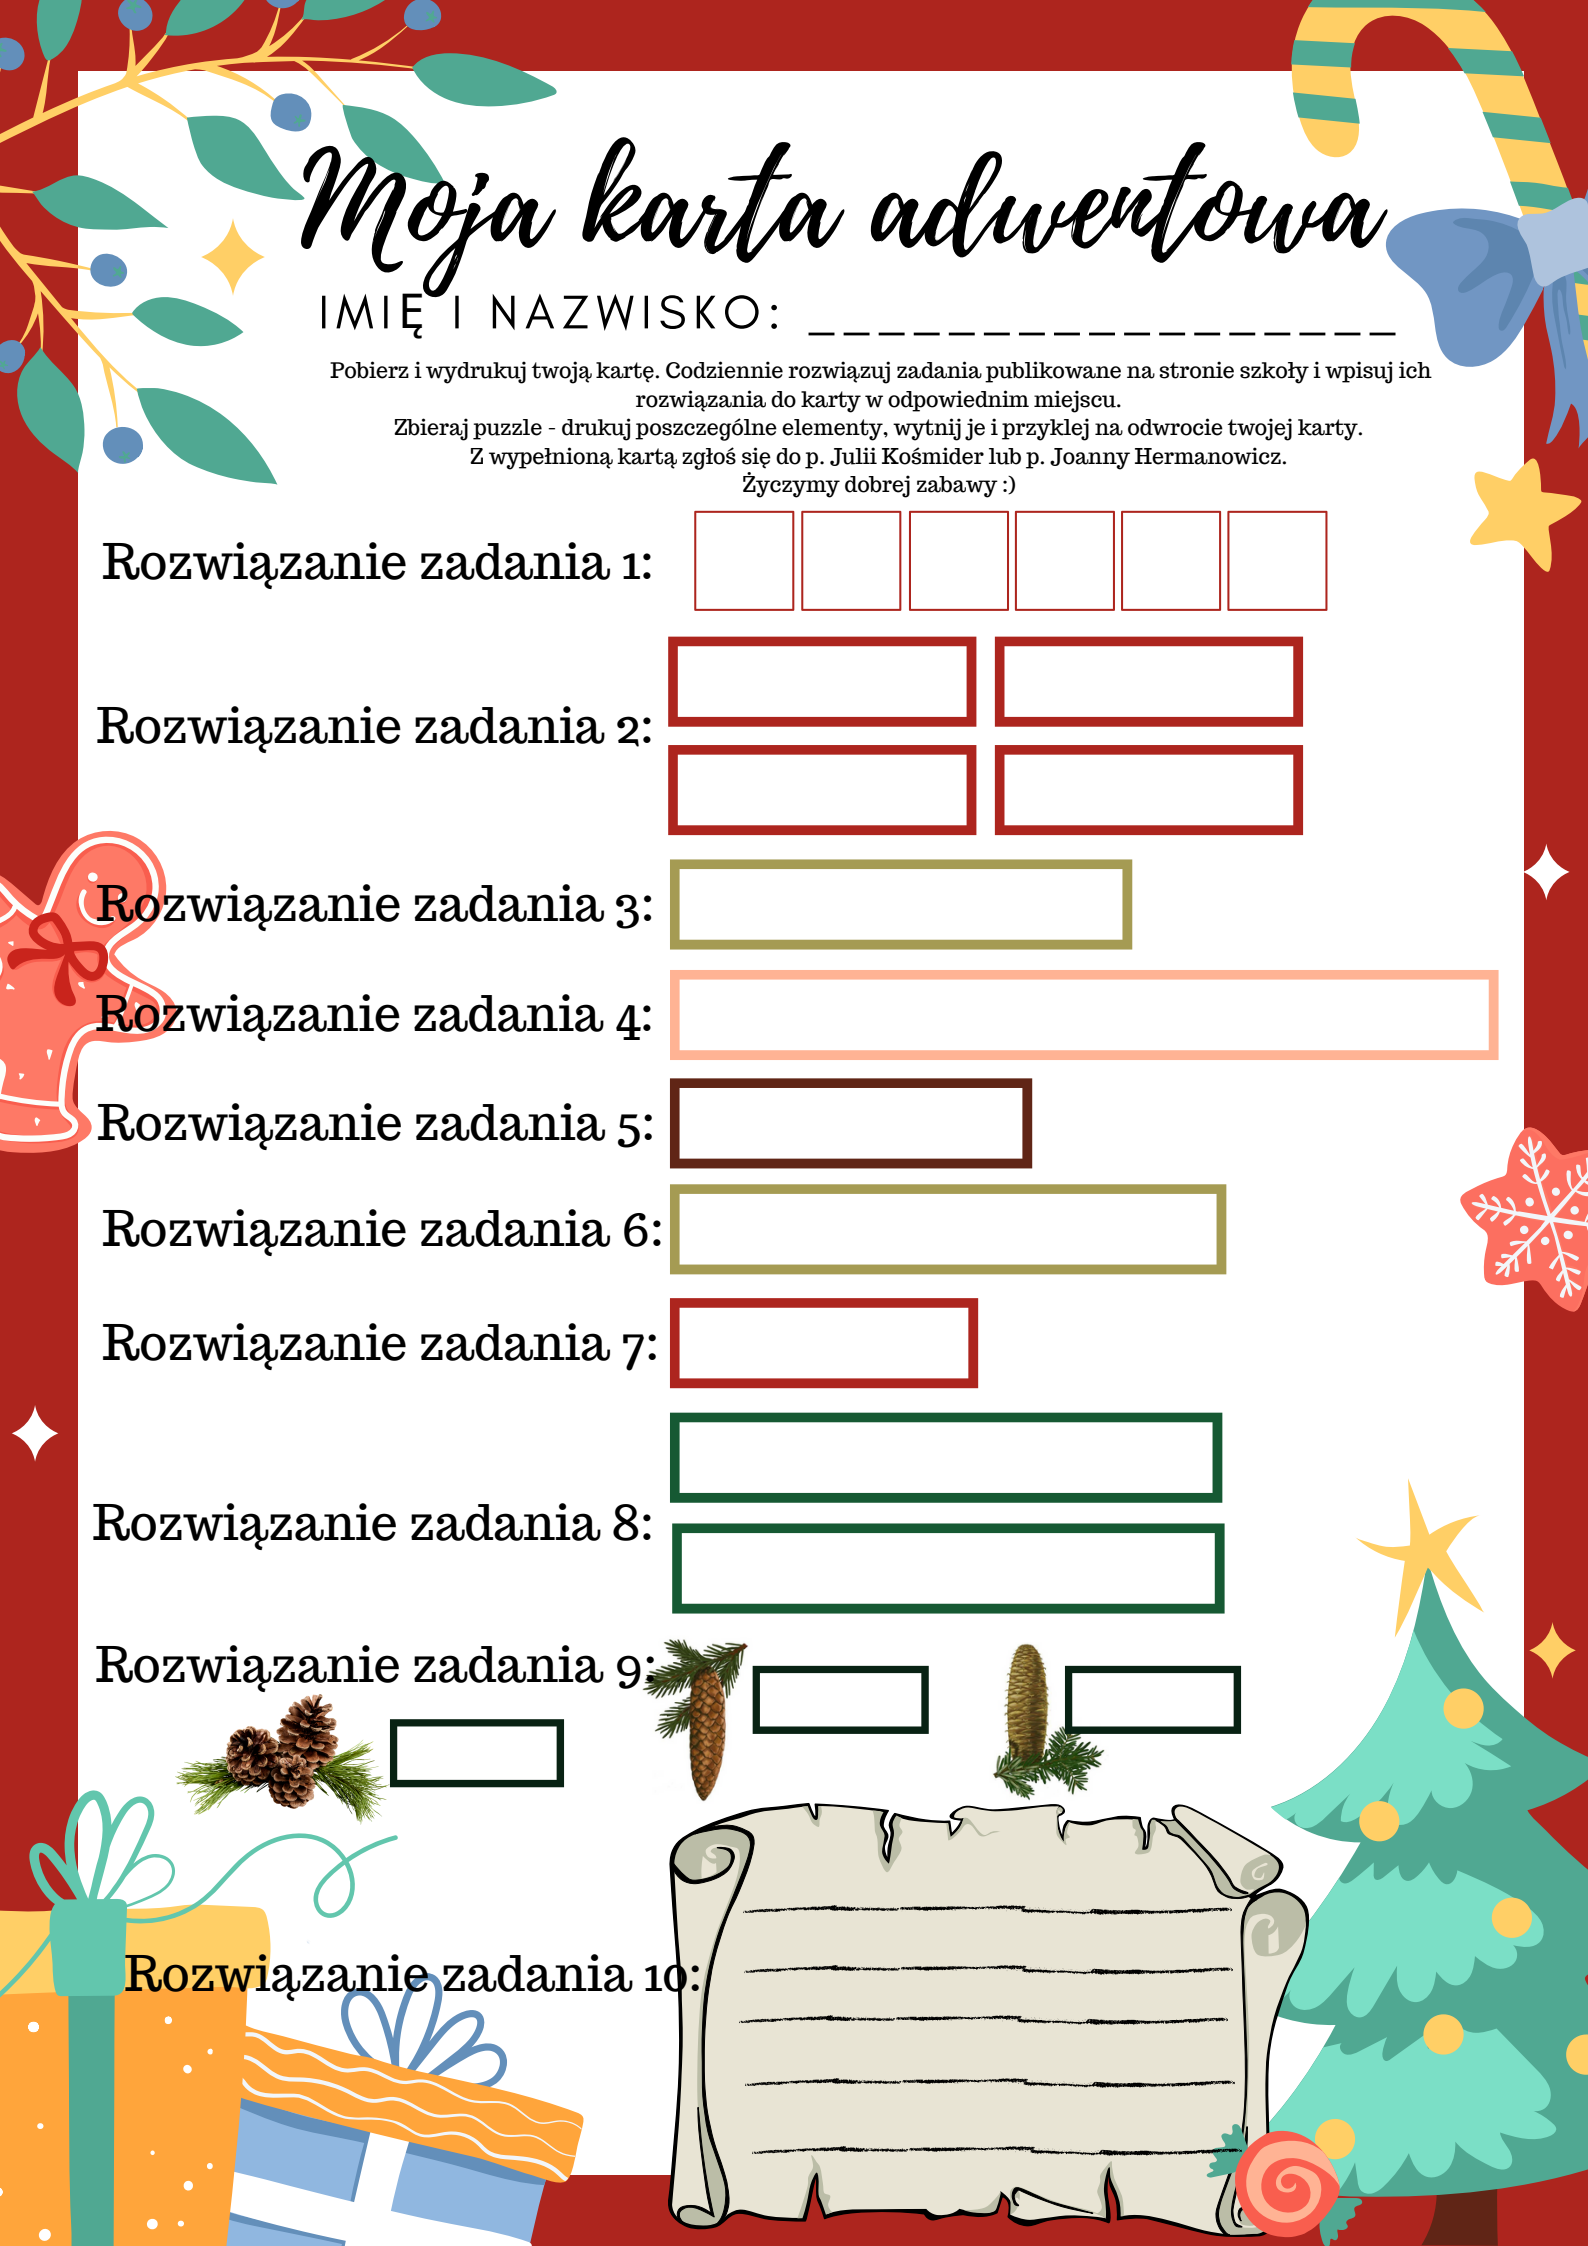 Moja karta adwentowa
IMIĘ I NAZWISKO: _________________
Pobierz i wydrukuj twoją kartę. Codziennie rozwiązuj zadania publikowane na stronie szkoły i wpisuj ich
rozwiązania do karty w odpowiednim miejscu.
Zbieraj puzzle - drukuj poszczególne elementy, wytnij je i przyklej na odwrocie twojej karty.
Z wypełnioną kartą zgłoś się do p. Julii Kośmider lub p. Joanny Hermanowicz.
Życzymy dobrej zabawy :)
Rozwiązanie zadania 1:
Rozwiązanie zadania 2:
Rozwiązanie zadania 3:
Rozwiązanie zadania 4:
Rozwiązanie zadania 5:
Rozwiązanie zadania 6:
Rozwiązanie zadania 7:
Rozwiązanie zadania 8:
Rozwiązanie zadania 9:
Rozwiązanie zadania 10: